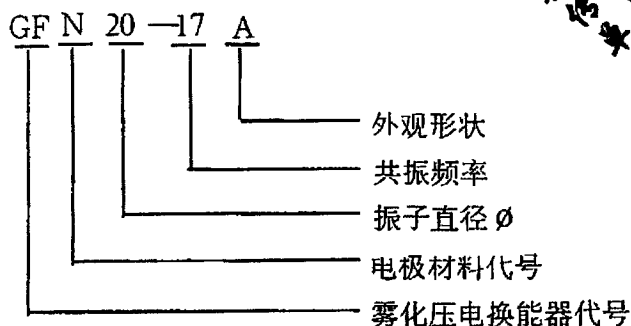 GF N 20 —17 A
外观形状
共振频率
振子直径 Ø
电极材料代号
雾化压电换能器代号